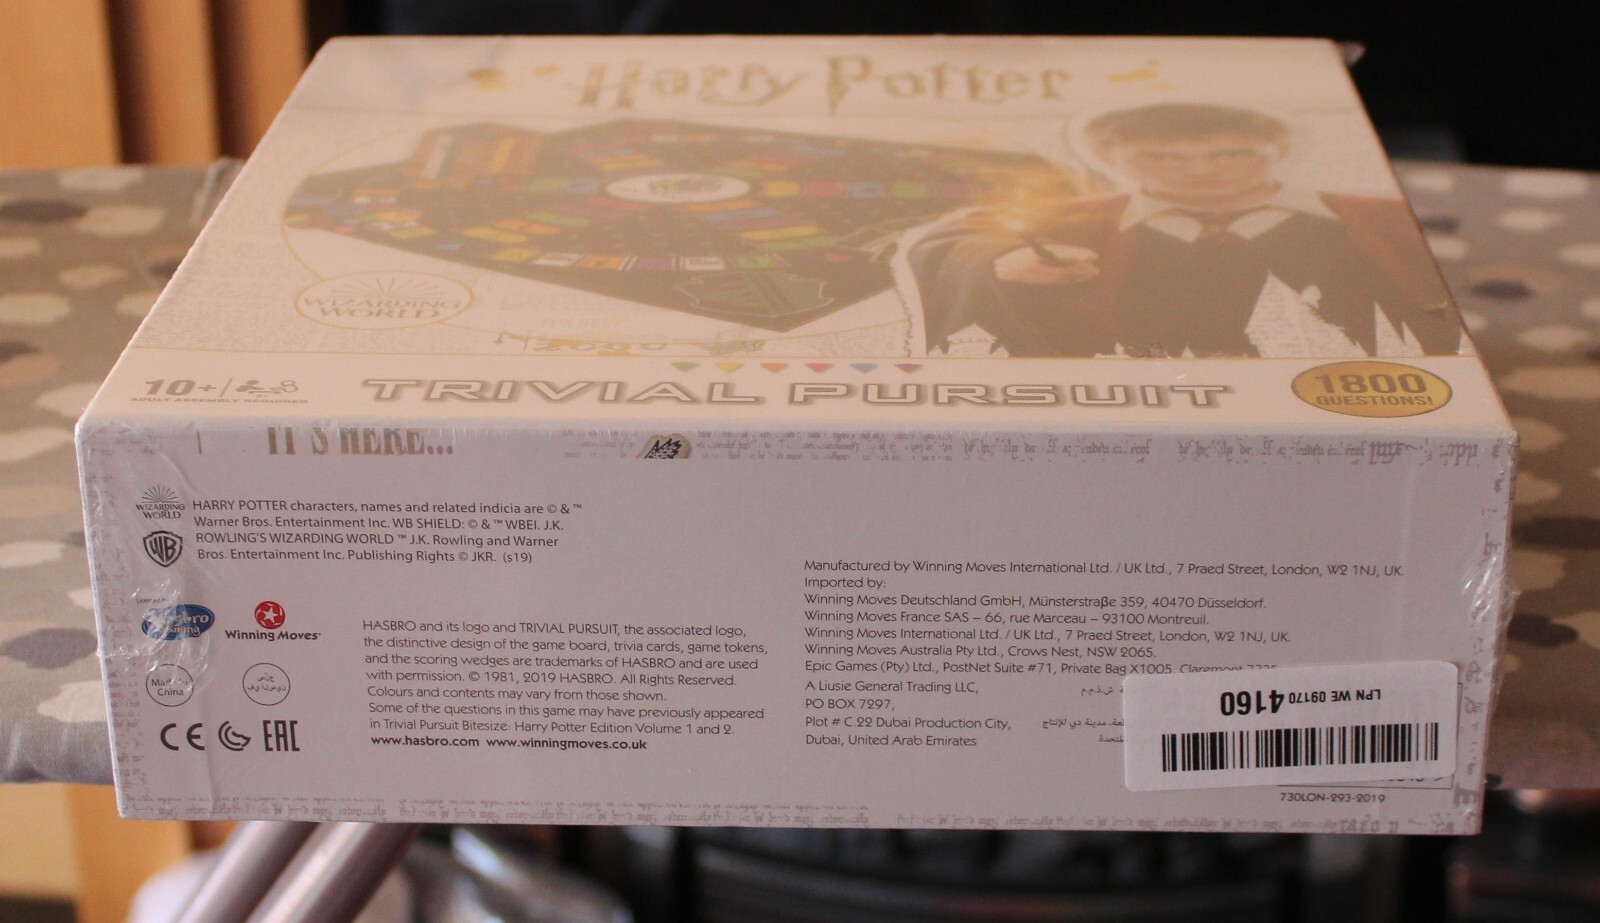 Harry Potter
WIZARDING
WORLD
10+
ADULT ASSEMBLY REQUIRED
TRIVIAL PURSUIT
1800
QUESTIONS!
IT'S HERE...
WIZARDING
WORLD
HARRY POTTER characters, names and related indicia are © & ™
Warner Bros. Entertainment Inc. WB SHIELD: © & ™ WBEI. J.K.
ROWLING'S WIZARDING WORLD ™ J.K. Rowling and Warner
Bros. Entertainment Inc. Publishing Rights © JKR. (s19)
WB
Winning Moves
Made in
China
CE EAC
HASBRO and its logo and TRIVIAL PURSUIT, the associated logo,
the distinctive design of the game board, trivia cards, game tokens,
and the scoring wedges are trademarks of HASBRO and are used
with permission. © 1981, 2019 HASBRO. All Rights Reserved.
Colours and contents may vary from those shown.
Some of the questions in this game may have previously appeared
in Trivial Pursuit Bitesize: Harry Potter Edition Volume 1 and 2.
www.hasbro.com www.winningmoves.co.uk
Manufactured by Winning Moves International Ltd. / UK Ltd., 7 Praed Street, London, W2 1NJ, UK.
Imported by:
Winning Moves Deutschland GmbH, Münsterstraße 359, 40470 Düsseldorf.
Winning Moves France SAS – 66, rue Marceau – 93100 Montreuil.
Winning Moves International Ltd. / UK Ltd., 7 Praed Street, London, W2 1NJ, UK.
Winning Moves Australia Pty Ltd., Crows Nest, NSW 2065.
Epic Games (Pty) Ltd., PostNet Suite #71, Private Bag X1005, Claremont
A Liusie General Trading LLC,
PO BOX 7297,
Plot # C.22 Dubai Production City,
Dubai, United Arab Emirates
LPN WE 09170 4160
730LON-293-2019